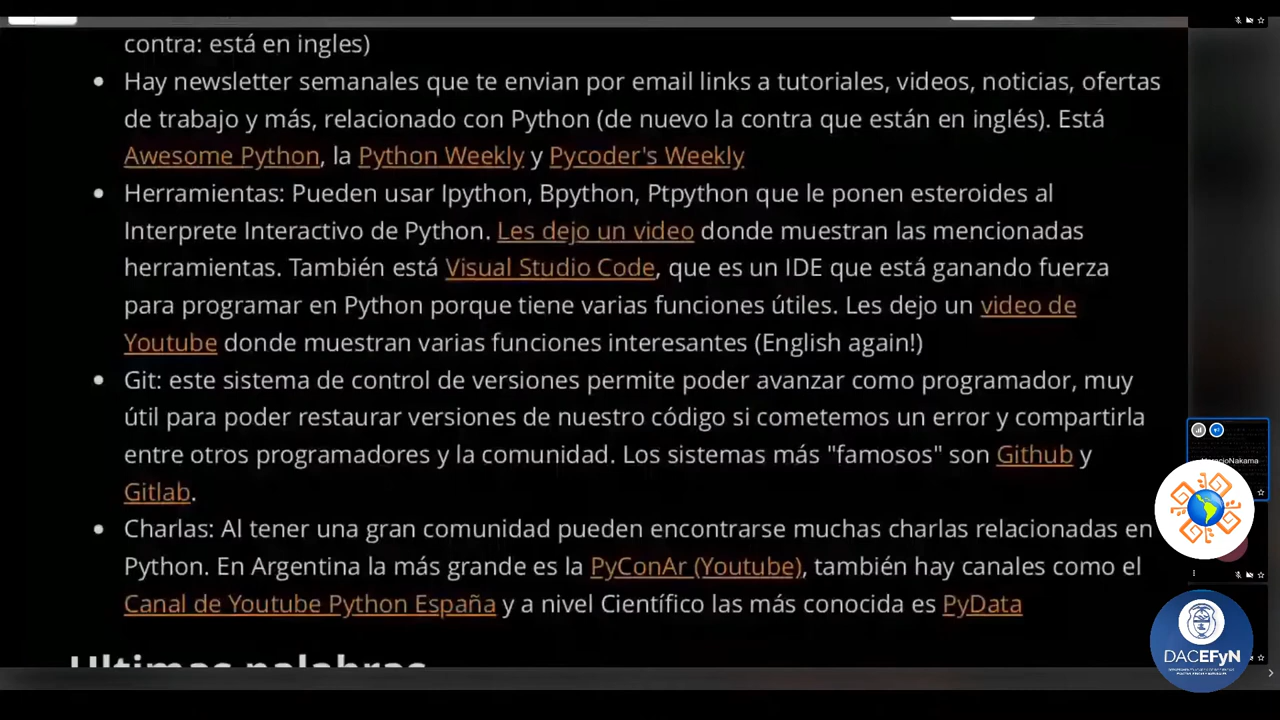 contra: está en ingles)
Hay newsletter semanales que te envian por email links a tutoriales, videos, noticias, ofertas
de trabajo y más, relacionado con Python (de nuevo la contra que están en inglés). Está
Awesome Python, la Python Weekly y Pycoder's Weekly
Herramientas: Pueden usar Ipython, Bpython, Ptpython que le ponen esteroides al
Interprete Interactivo de Python. Les dejo un video donde muestran las mencionadas
herramientas. También está Visual Studio Code, que es un IDE que está ganando fuerza
para programar en Python porque tiene varias funciones útiles. Les dejo un video de
Youtube donde muestran varias funciones interesantes (English again!)
Git: este sistema de control de versiones permite poder avanzar como programador, muy
útil para poder restaurar versiones de nuestro código si cometemos un error y compartirla
entre otros programadores y la comunidad. Los sistemas más "famosos" son Github y
Gitlab.
Charlas: Al tener una gran comunidad pueden encontrarse muchas charlas relacionadas en
Python. En Argentina la más grande es la PyConAr (Youtube), también hay canales como el
Canal de Youtube Python España y a nivel Científico las más conocida es PyData
Ultimas palabras
DACEFyN